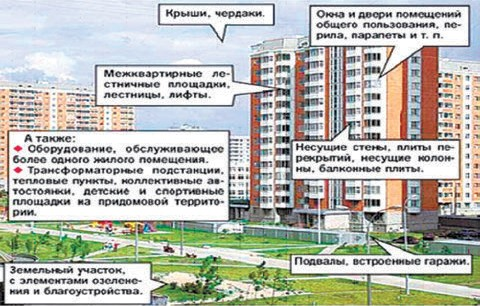 Крыши, чердаки.
Окна и двери помещений
общего пользования, пе-
рила, парапеты и т. п.
Межквартирные ле-
стничные площадки,
лестницы, лифты.
А также:
Оборудование, обслуживающее
более одного жилого помещения.
Трансформаторные подстанции,
тепловые пункты, коллективные ав-
тостоянки, детские и спортивные
площадки на придомовой террито-
рии.
Несущие стены, плиты пе-
рекрытий, несущие колон-
ны, балконные плиты.
Подвалы, встроенные гаражи.
Земельный участок,
с элементами озелене-
ния и благоустройства.